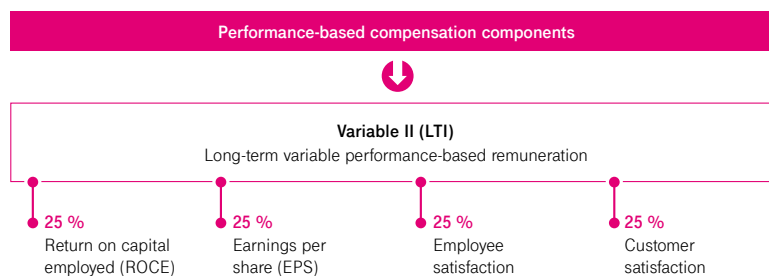 Performance-based compensation components
Variable II (LTI)
Long-term variable performance-based remuneration
25 %
Return on capital
employed (ROCE)
25 %
Earnings per
share (EPS)
25 %
Employee
satisfaction
25 %
Customer
satisfaction